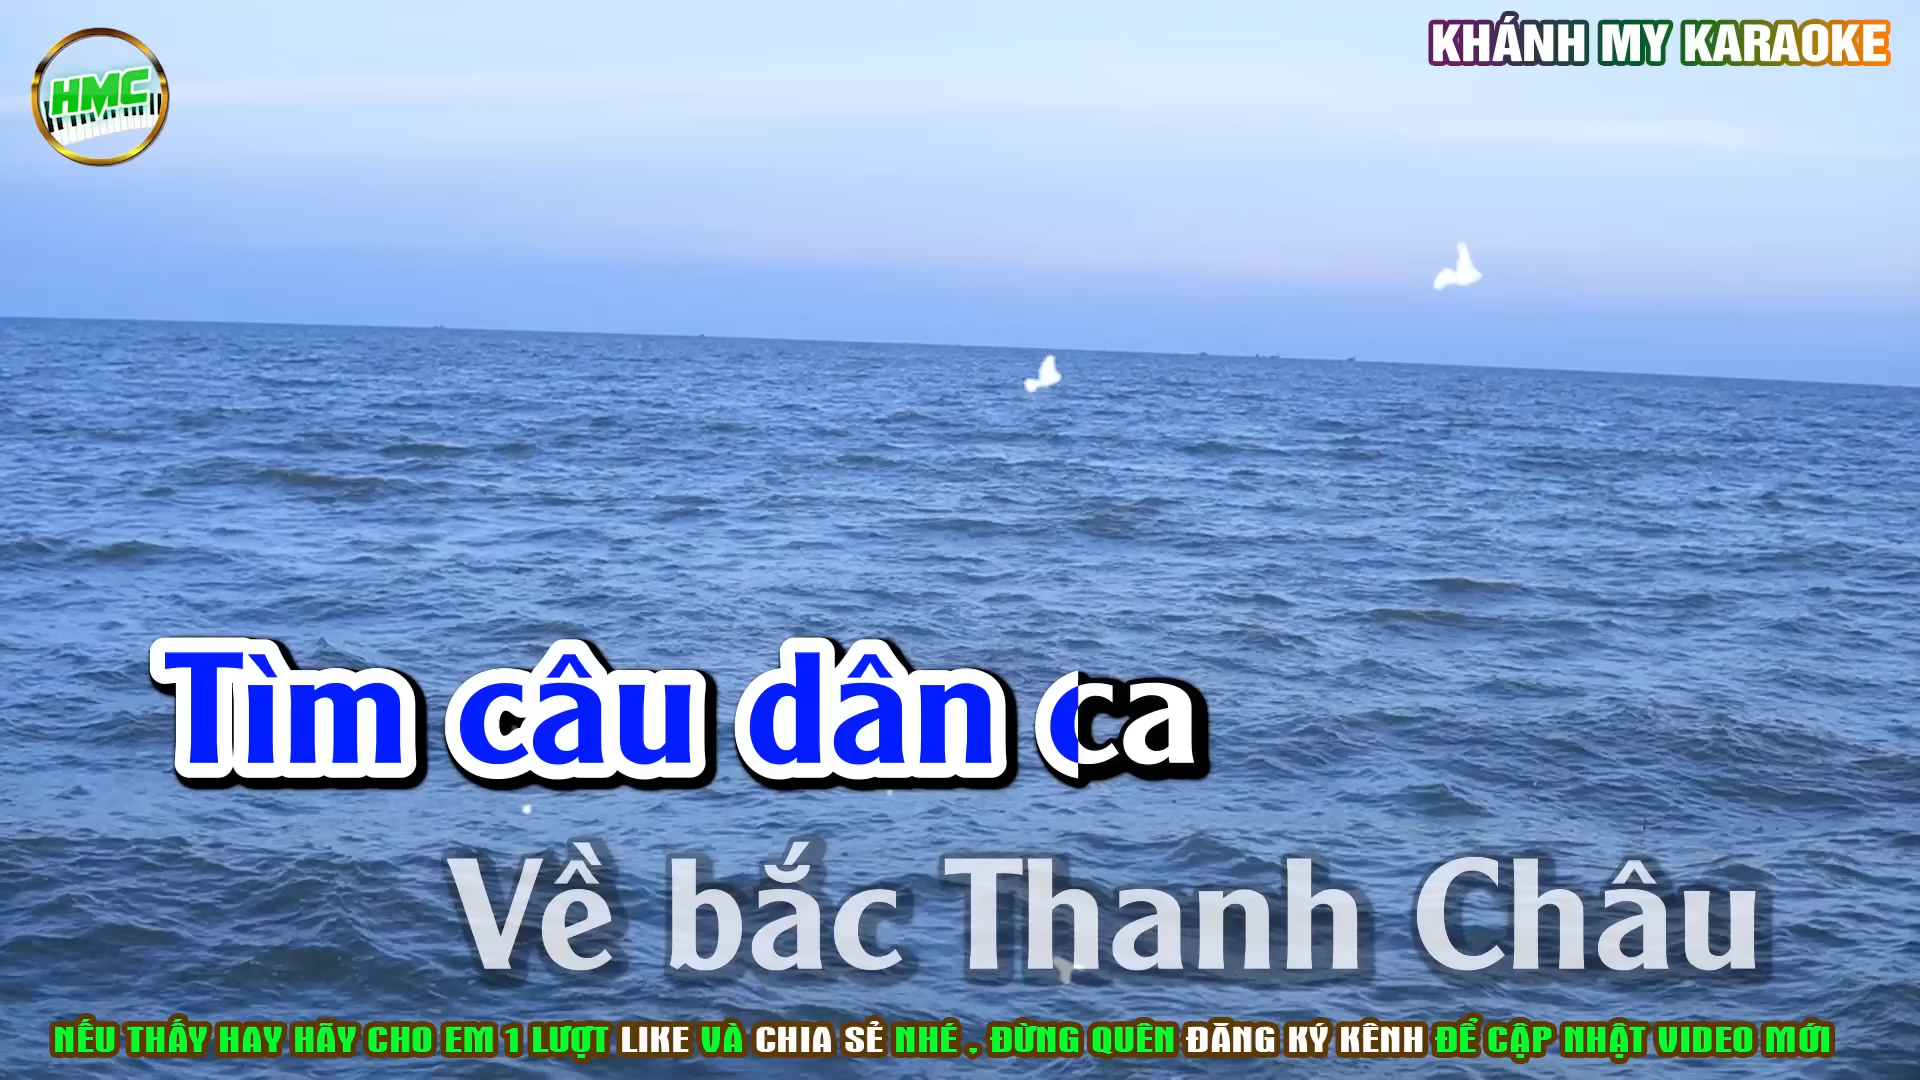 KHÁNH MY KARAOKE
HMC
Tìm câu dân ca
Về bắc Thanh Châu
NẾU THẤY HAY HÃY CHO EM 1 LƯỢT LIKE VÀ CHIA SẺ NHÉ , ĐỪNG QUÊN ĐĂNG KÝ KÊNH ĐỂ CẬP NHẬT VIDEO MỚI